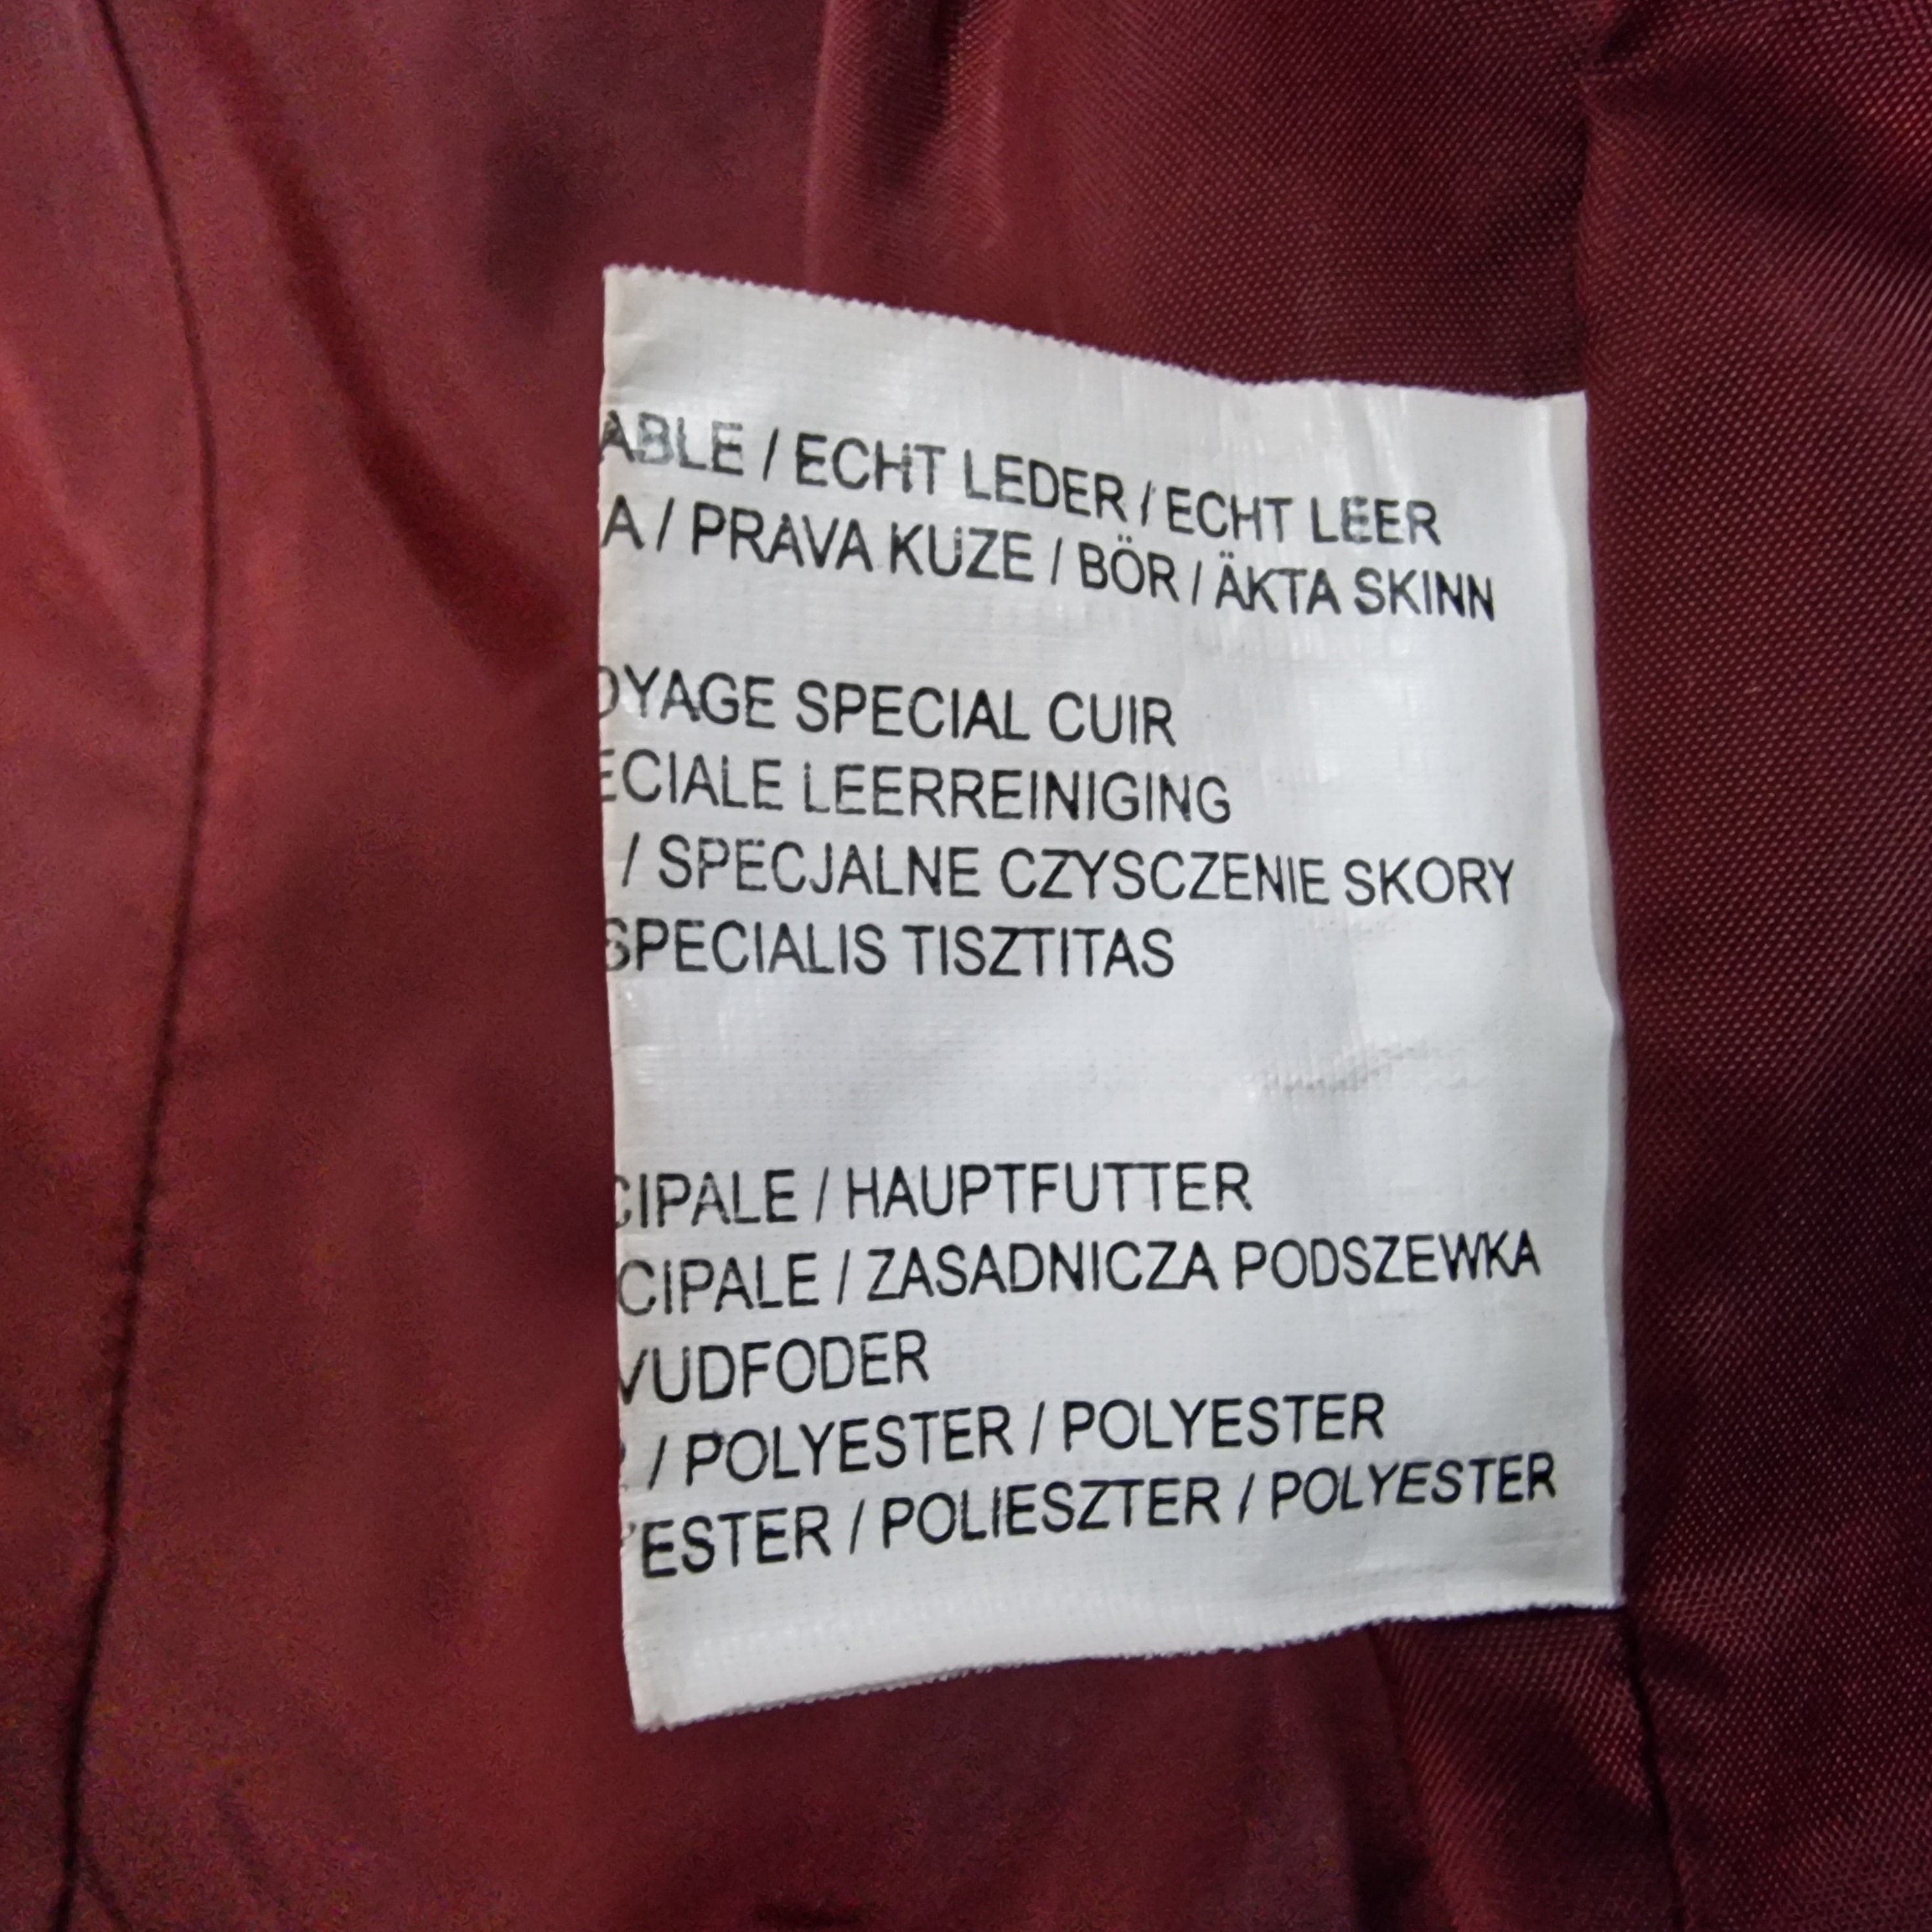 ABLE / ECHT LEDER / ECHT LEER
A / PRAVA KUZE / BÖR / ÄKTA SKINN
OYAGE SPECIAL CUIR
ECIALE LEERREINIGING
/ SPECJALNE CZYSCZENIE SKORY
SPECIALIS TISZTITAS
CIPALE / HAUPTFUTTER
CIPALE / ZASADNICZA PODSZEWKA
VUDFODER
/ POLYESTER / POLYESTER
ESTER / POLIESZTER / POLYESTER